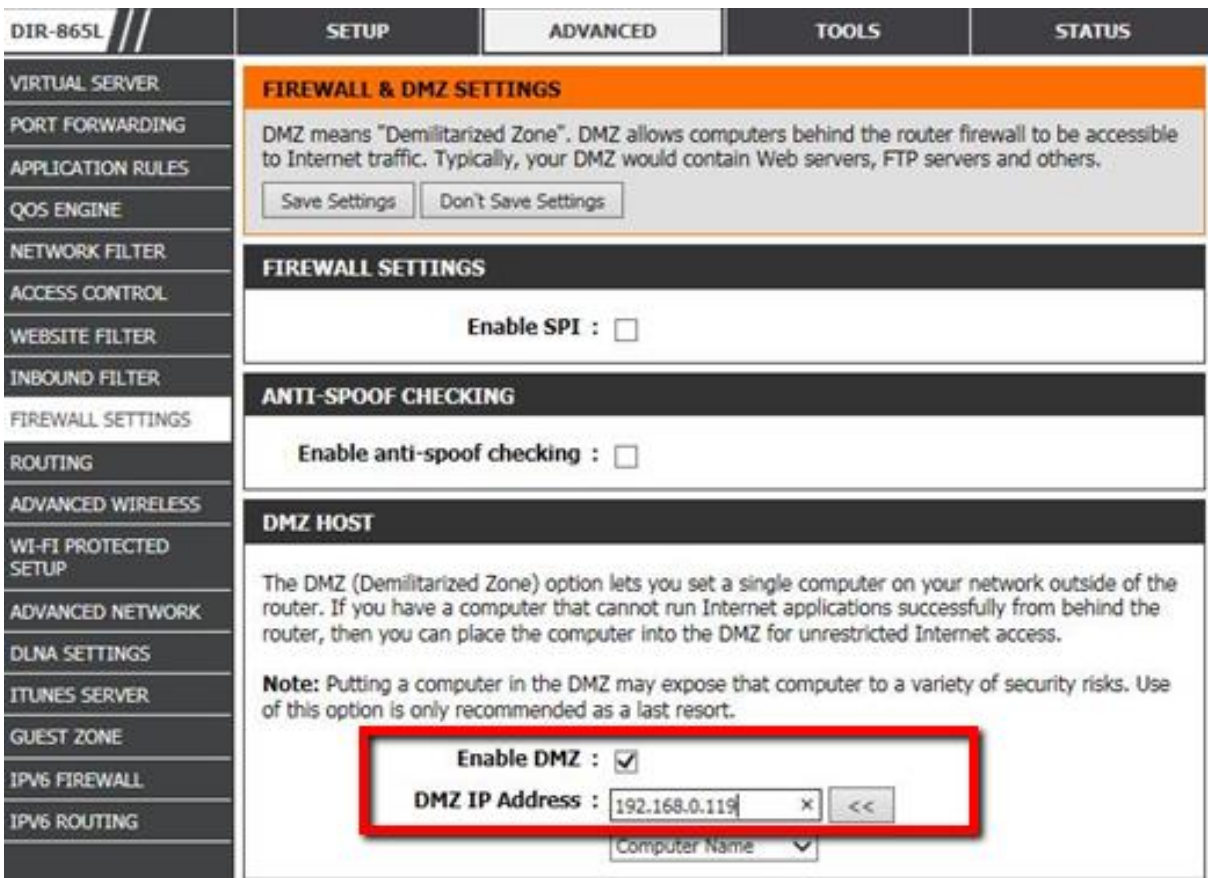 DIR-865L
SETUP
ADVANCED
TOOLS
STATUS
VIRTUAL SERVER
PORT FORWARDING
APPLICATION RULES
QOS ENGINE
NETWORK FILTER
ACCESS CONTROL
WEBSITE FILTER
INBOUND FILTER
FIREWALL SETTINGS
ROUTING
ADVANCED WIRELESS
WI-FI PROTECTED
SETUP
ADVANCED NETWORK
DLNA SETTINGS
ITUNES SERVER
GUEST ZONE
IPV6 FIREWALL
IPV6 ROUTING
FIREWALL & DMZ SETTINGS
DMZ means "Demilitarized Zone". DMZ allows computers behind the router firewall to be accessible
to Internet traffic. Typically, your DMZ would contain Web servers, FTP servers and others.
Save Settings
Don't Save Settings
FIREWALL SETTINGS
Enable SPI :
ANTI-SPOOF CHECKING
Enable anti-spoof checking :
DMZ HOST
The DMZ (Demilitarized Zone) option lets you set a single computer on your network outside of the
router. If you have a computer that cannot run Internet applications successfully from behind the
router, then you can place the computer into the DMZ for unrestricted Internet access.
Note: Putting a computer in the DMZ may expose that computer to a variety of security risks. Use
of this option is only recommended as a last resort.
Enable DMZ :
DMZ IP Address : 192.168.0.119 × <<
Computer Name